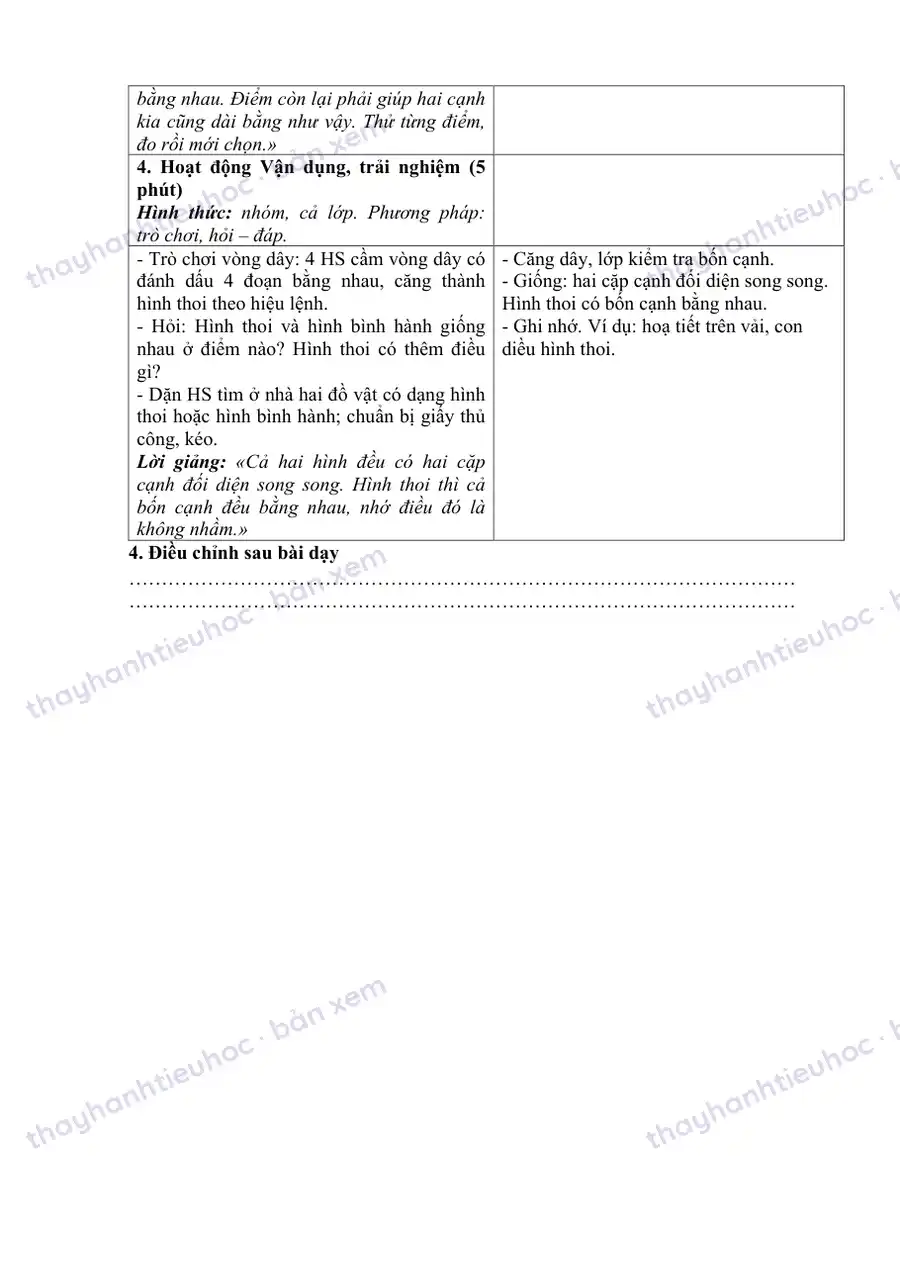 bằng nhau. Điểm còn lại phải giúp hai cạnh
kia cũng dài bằng như vậy. Thử từng điểm,
đo rồi mới chọn.»
4. Hoạt động Vận dụng, trải nghiệm (5
phút)
Hình thức: nhóm, cả lớp. Phương pháp:
trò chơi, hỏi – đáp.
- Trò chơi vòng dây: 4 HS cầm vòng dây có
đánh dấu 4 đoạn bằng nhau, căng thành
hình thoi theo hiệu lệnh.
- Hỏi: Hình thoi và hình bình hành giống
nhau ở điểm nào? Hình thoi có thêm điều
gì?
- Dặn HS tìm ở nhà hai đồ vật có dạng hình
thoi hoặc hình bình hành; chuẩn bị giấy thủ
công, kéo.
Lời giảng: «Cả hai hình đều có hai cặp
cạnh đối diện song song. Hình thoi thì cả
bốn cạnh đều bằng nhau, nhớ điều đó là
không nhầm.»
- Căng dây, lớp kiểm tra bốn cạnh.
- Giống: hai cặp cạnh đối diện song song.
Hình thoi có bốn cạnh bằng nhau.
- Ghi nhớ. Ví dụ: hoạ tiết trên vải, con
diều hình thoi.
4. Điều chỉnh sau bài dạy
…………………………………………………………………………………………
…………………………………………………………………………………………
thayhanhtieuhoc · bản xem
thayhanhtieuhoc · b
thayhanhtieuhoc · bản xem
thayhanhtieuhoc · b
thayhanhtieuhoc · bản xem
thayhanhtieuhoc · b